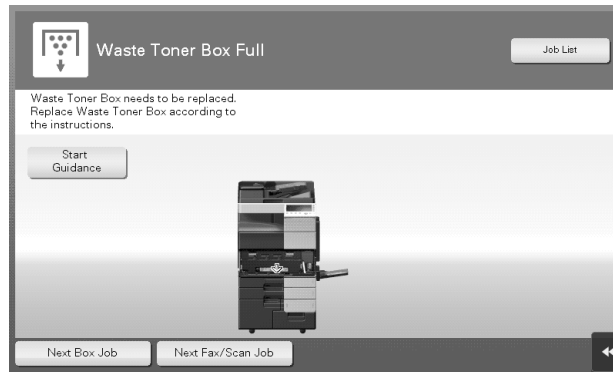 Waste Toner Box Full
Job List
Waste Toner Box needs to be replaced.
Replace Waste Toner Box according to
the instructions.
Start
Guidance
Next Box Job
Next Fax/Scan Job